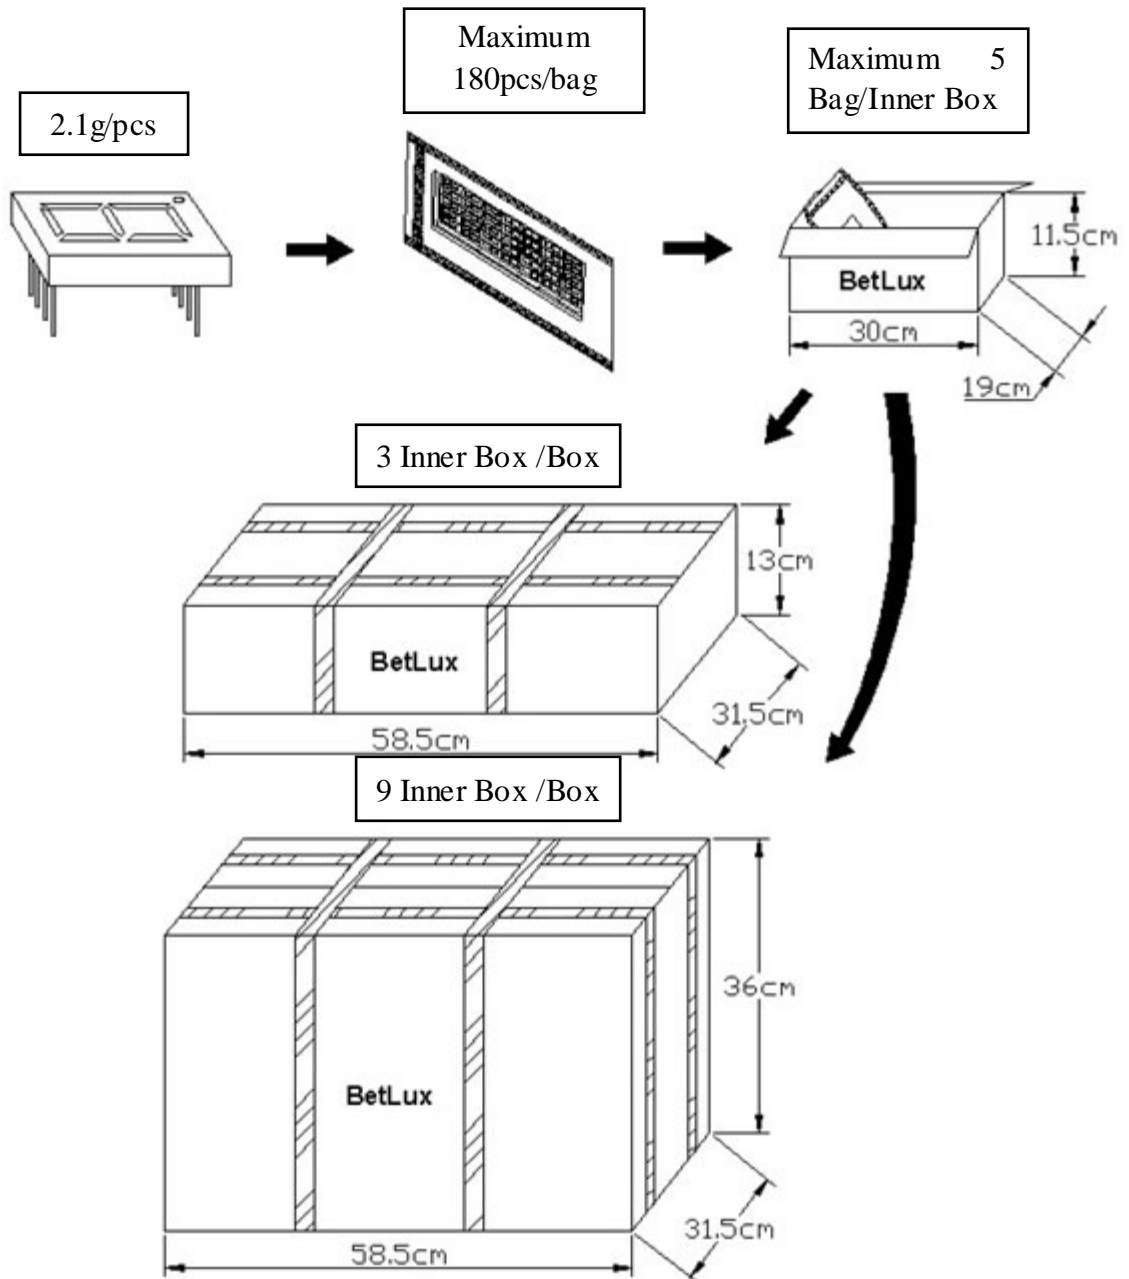 2.1g/pcs
Maximum
180pcs/bag
Maximum 5
Bag/Inner Box
11.5cm
BetLux
30cm
19cm
3 Inner Box /Box
13cm
BetLux
31.5cm
58.5cm
9 Inner Box /Box
36cm
BetLux
31.5cm
58.5cm